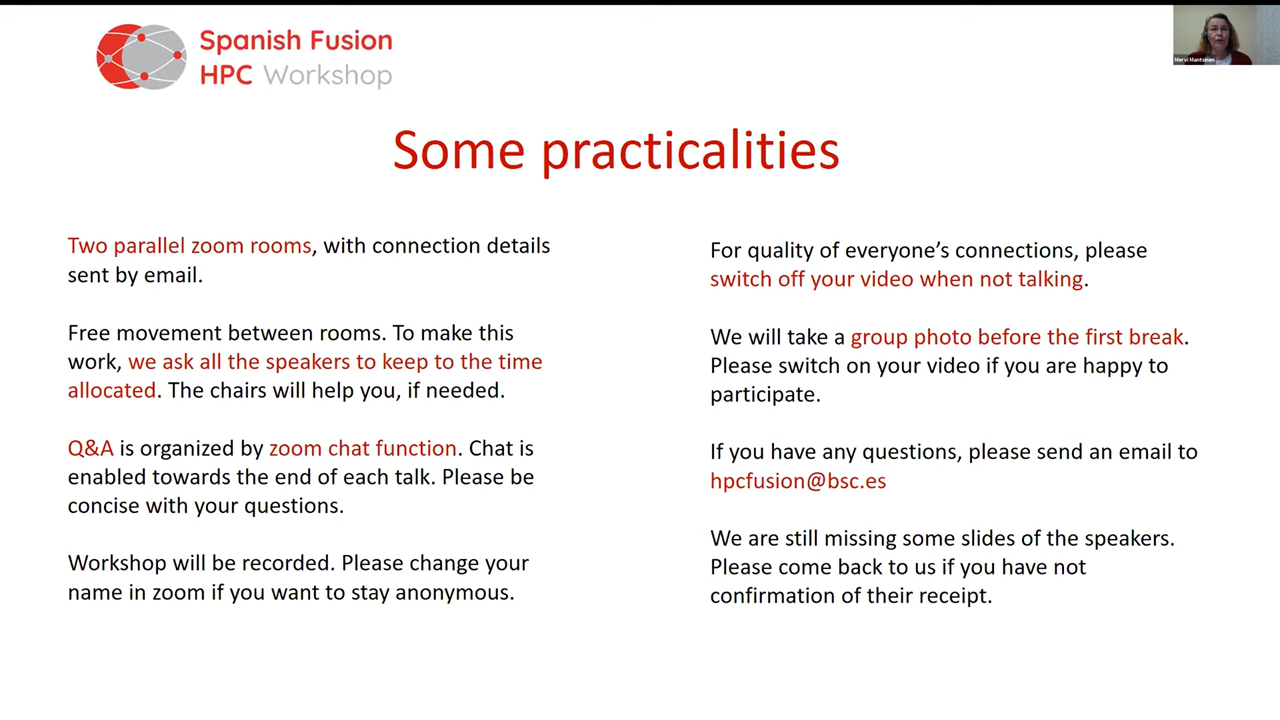 Spanish Fusion
HPC Workshop
Mervi Mantsinen
Some practicalities
Two parallel zoom rooms, with connection details
sent by email.
Free movement between rooms. To make this
work, we ask all the speakers to keep to the time
allocated. The chairs will help you, if needed.
Q&A is organized by zoom chat function. Chat is
enabled towards the end of each talk. Please be
concise with your questions.
Workshop will be recorded. Please change your
name in zoom if you want to stay anonymous.
For quality of everyone’s connections, please
switch off your video when not talking.
We will take a group photo before the first break.
Please switch on your video if you are happy to
participate.
If you have any questions, please send an email to
hpcfusion@bsc.es
We are still missing some slides of the speakers.
Please come back to us if you have not
confirmation of their receipt.